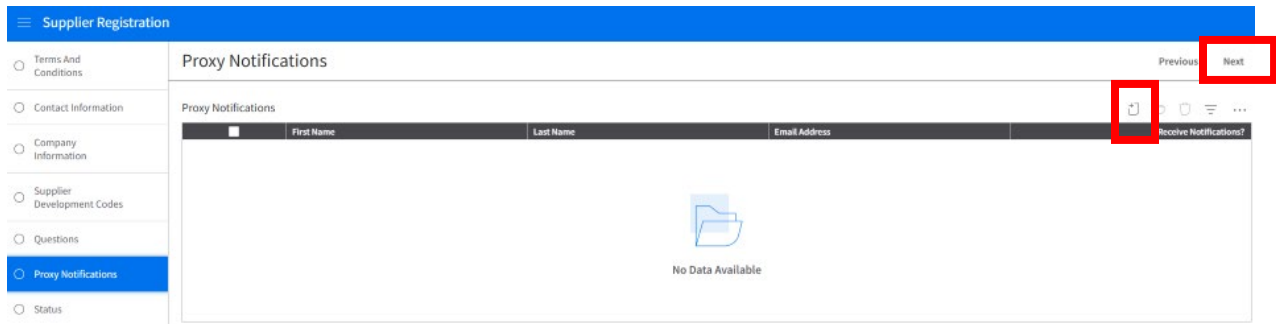 Supplier Registration
Terms And
Conditions
Contact Information
Company
Information
Supplier
Development Codes
Questions
Proxy Notifications
Status
Proxy Notifications
Previous
Next
Proxy Notifications
First Name
Last Name
Email Address
Receive Notifications?
No Data Available